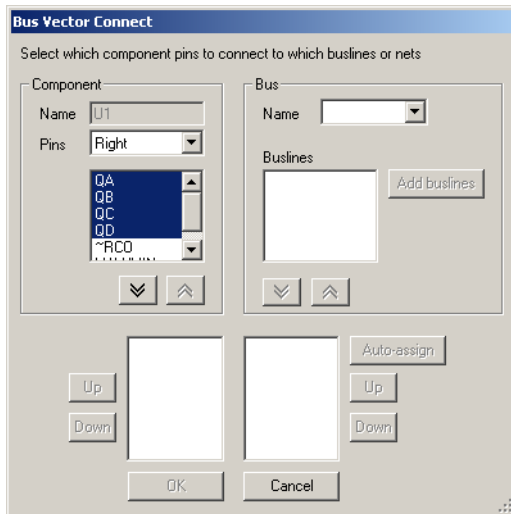 Bus Vector Connect
Select which component pins to connect to which buslines or nets
Component
Name U1
Pins Right
QA
QB
QC
QD
~RCO
Bus
Name
Buslines
Add buslines
Auto-assign
Up
Up
Down
Down
OK
Cancel